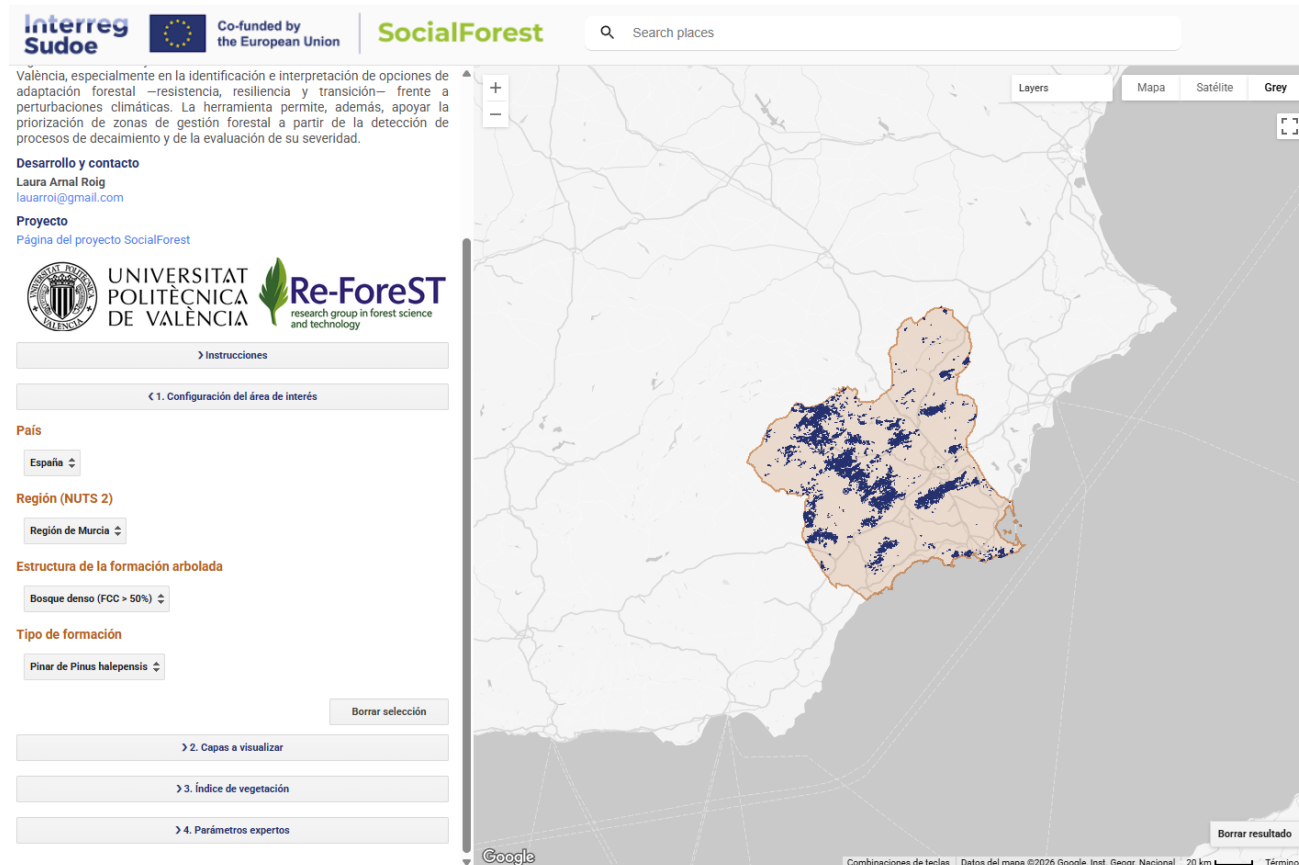 Interreg
Sudoe
Co-funded by
the European Union
SocialForest
Search places
València, especialmente en la identificación e interpretación de opciones de
adaptación forestal —resistencia, resiliencia y transición— frente a
perturbaciones climáticas. La herramienta permite, además, apoyar la
priorización de zonas de gestión forestal a partir de la detección de
procesos de decaimiento y de la evaluación de su severidad.
Desarrollo y contacto
Laura Arnal Roig
lauarroi@gmail.com
Proyecto
Página del proyecto SocialForest
UNIVERSITAT
POLITÈCNICA
DE VALÈNCIA
Re-ForeST
research group in forest science
and technology
Instrucciones
1. Configuración del área de interés
País
España
Región (NUTS 2)
Región de Murcia
Estructura de la formación arbolada
Bosque denso (FCC > 50%)
Tipo de formación
Pinar de Pinus halepensis
Borrar selección
2. Capas a visualizar
3. Índice de vegetación
4. Parámetros expertos
+
−
Layers
Mapa
Satélite
Grey
Borrar resultado
Google
Combinaciones de teclas
Datos del mapa ©2026 Google, Inst. Geogr. Nacional
20 km
Término